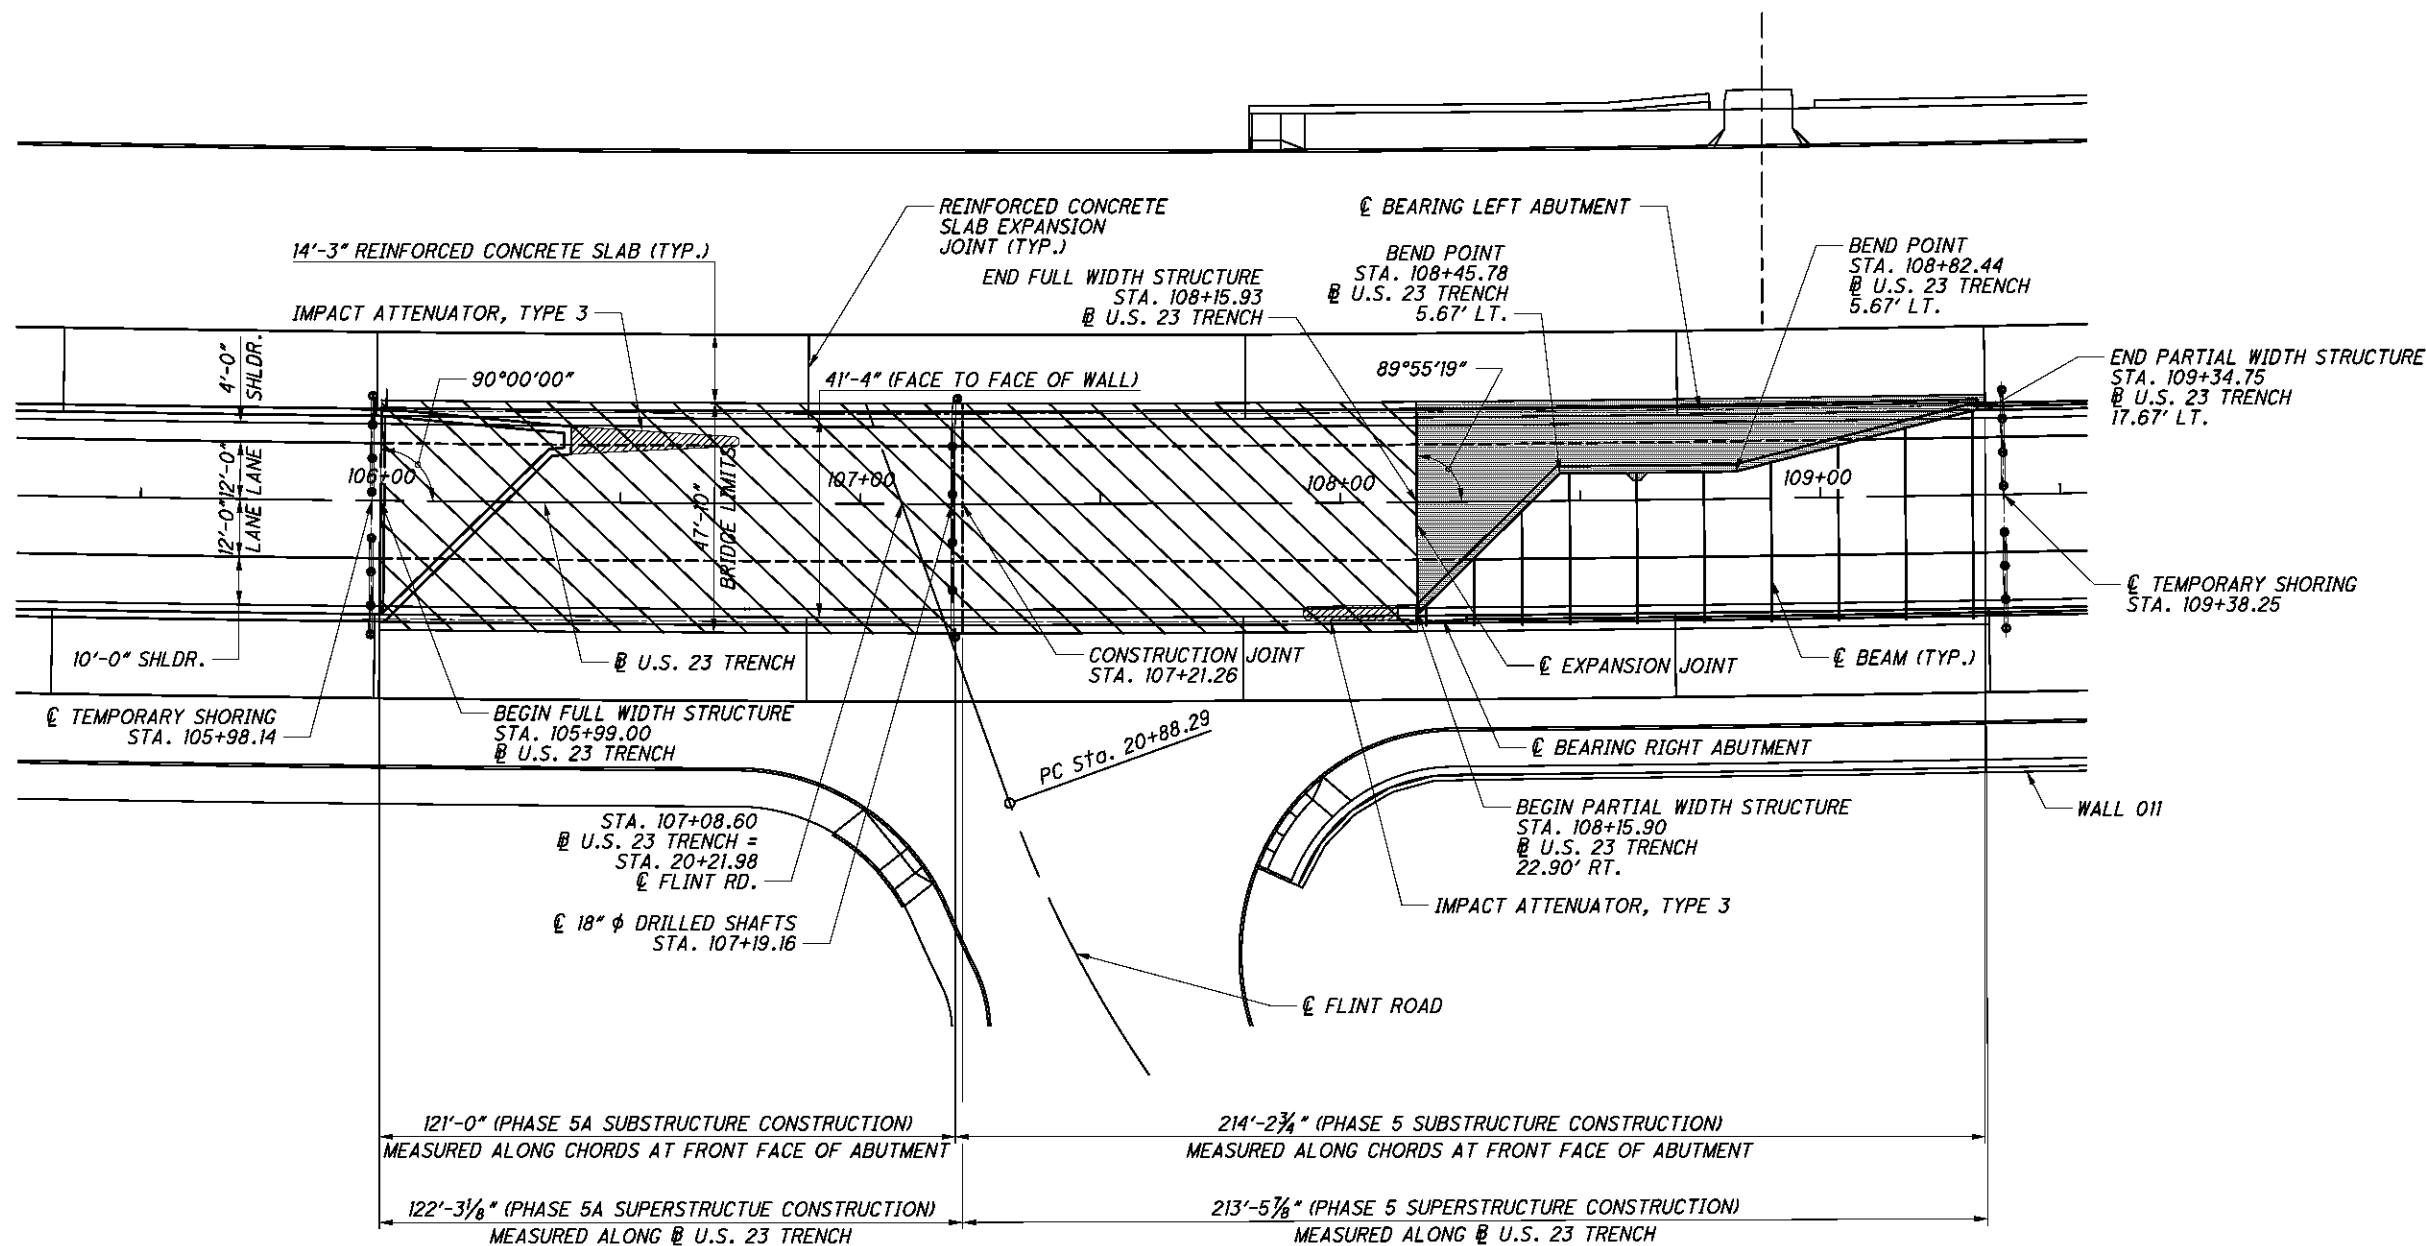 REINFORCED CONCRETE
SLAB EXPANSION
JOINT (TYP.)
℄ BEARING LEFT ABUTMENT
14'-3" REINFORCED CONCRETE SLAB (TYP.)
END FULL WIDTH STRUCTURE
STA. 108+15.93
℄ U.S. 23 TRENCH
BEND POINT
STA. 108+45.78
℄ U.S. 23 TRENCH
5.67' LT.
BEND POINT
STA. 108+82.44
℄ U.S. 23 TRENCH
5.67' LT.
IMPACT ATTENUATOR, TYPE 3
4'-0"
SHLDR.
90°00'00"
41'-4" (FACE TO FACE OF WALL)
89°55'19"
END PARTIAL WIDTH STRUCTURE
STA. 109+34.75
℄ U.S. 23 TRENCH
17.67' LT.
12'-0"
LANE
12'-0"
LANE
106+00
107+00
108+00
109+00
47'-10"
BRIDGE LIMITS
℄ TEMPORARY SHORING
STA. 109+38.25
10'-0" SHLDR.
℄ U.S. 23 TRENCH
CONSTRUCTION JOINT
STA. 107+21.26
℄ EXPANSION JOINT
℄ BEAM (TYP.)
℄ TEMPORARY SHORING
STA. 105+98.14
BEGIN FULL WIDTH STRUCTURE
STA. 105+99.00
℄ U.S. 23 TRENCH
PC Sta. 20+88.29
℄ BEARING RIGHT ABUTMENT
BEGIN PARTIAL WIDTH STRUCTURE
STA. 108+15.90
℄ U.S. 23 TRENCH
22.90' RT.
WALL 011
STA. 107+08.60
℄ U.S. 23 TRENCH =
STA. 20+21.98
℄ FLINT RD.
IMPACT ATTENUATOR, TYPE 3
℄ 18" ϕ DRILLED SHAFTS
STA. 107+19.16
℄ FLINT ROAD
121'-0" (PHASE 5A SUBSTRUCTURE CONSTRUCTION)
MEASURED ALONG CHORDS AT FRONT FACE OF ABUTMENT
214'-2¾" (PHASE 5 SUBSTRUCTURE CONSTRUCTION)
MEASURED ALONG CHORDS AT FRONT FACE OF ABUTMENT
122'-3⅛" (PHASE 5A SUPERSTRUCTUE CONSTRUCTION)
MEASURED ALONG ℄ U.S. 23 TRENCH
213'-5⅞" (PHASE 5 SUPERSTRUCTURE CONSTRUCTION)
MEASURED ALONG ℄ U.S. 23 TRENCH